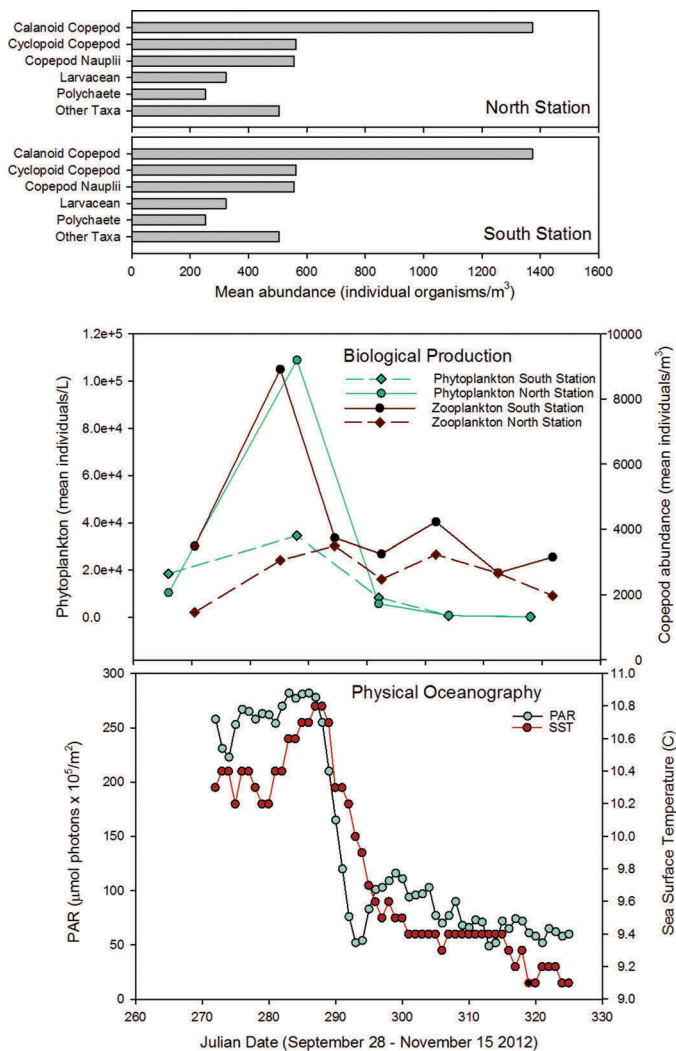 Calanoid Copepod
Cyclopoid Copepod
Copepod Nauplii
Larvacean
Polychaete
Other Taxa
North Station
Calanoid Copepod
Cyclopoid Copepod
Copepod Nauplii
Larvacean
Polychaete
Other Taxa
South Station
0 200 400 600 800 1000 1200 1400 1600
Mean abundance (individual organisms/m³)
Biological Production
Phytoplankton South Station
Phytoplankton North Station
Zooplankton South Station
Zooplankton North Station
Phytoplankton (mean individuals/L)
1.2e+5
1.0e+5
8.0e+4
6.0e+4
4.0e+4
2.0e+4
0.0
10000
8000
6000
4000
2000
0
Copepod abundance (mean individuals/m³)
Physical Oceanography
PAR
SST
PAR (µmol photons x 10⁵/m²)
300
250
200
150
100
50
0
11.0
10.8
10.6
10.4
10.2
10.0
9.8
9.6
9.4
9.2
9.0
Sea Surface Temperature (C)
260 270 280 290 300 310 320 330
Julian Date (September 28 - November 15 2012)